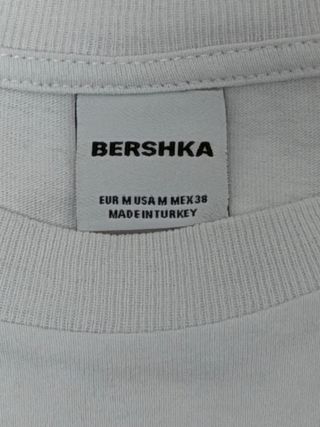 BERSHKA
EUR M USA M MEX 38
MADE IN TURKEY